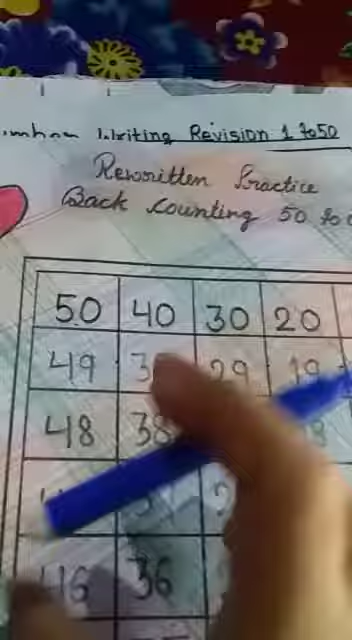 Writing Revision 1 to 50
Rewritten Practice
Back Counting 50 to
50 40 30 20
49 29 19
48 38
46 36